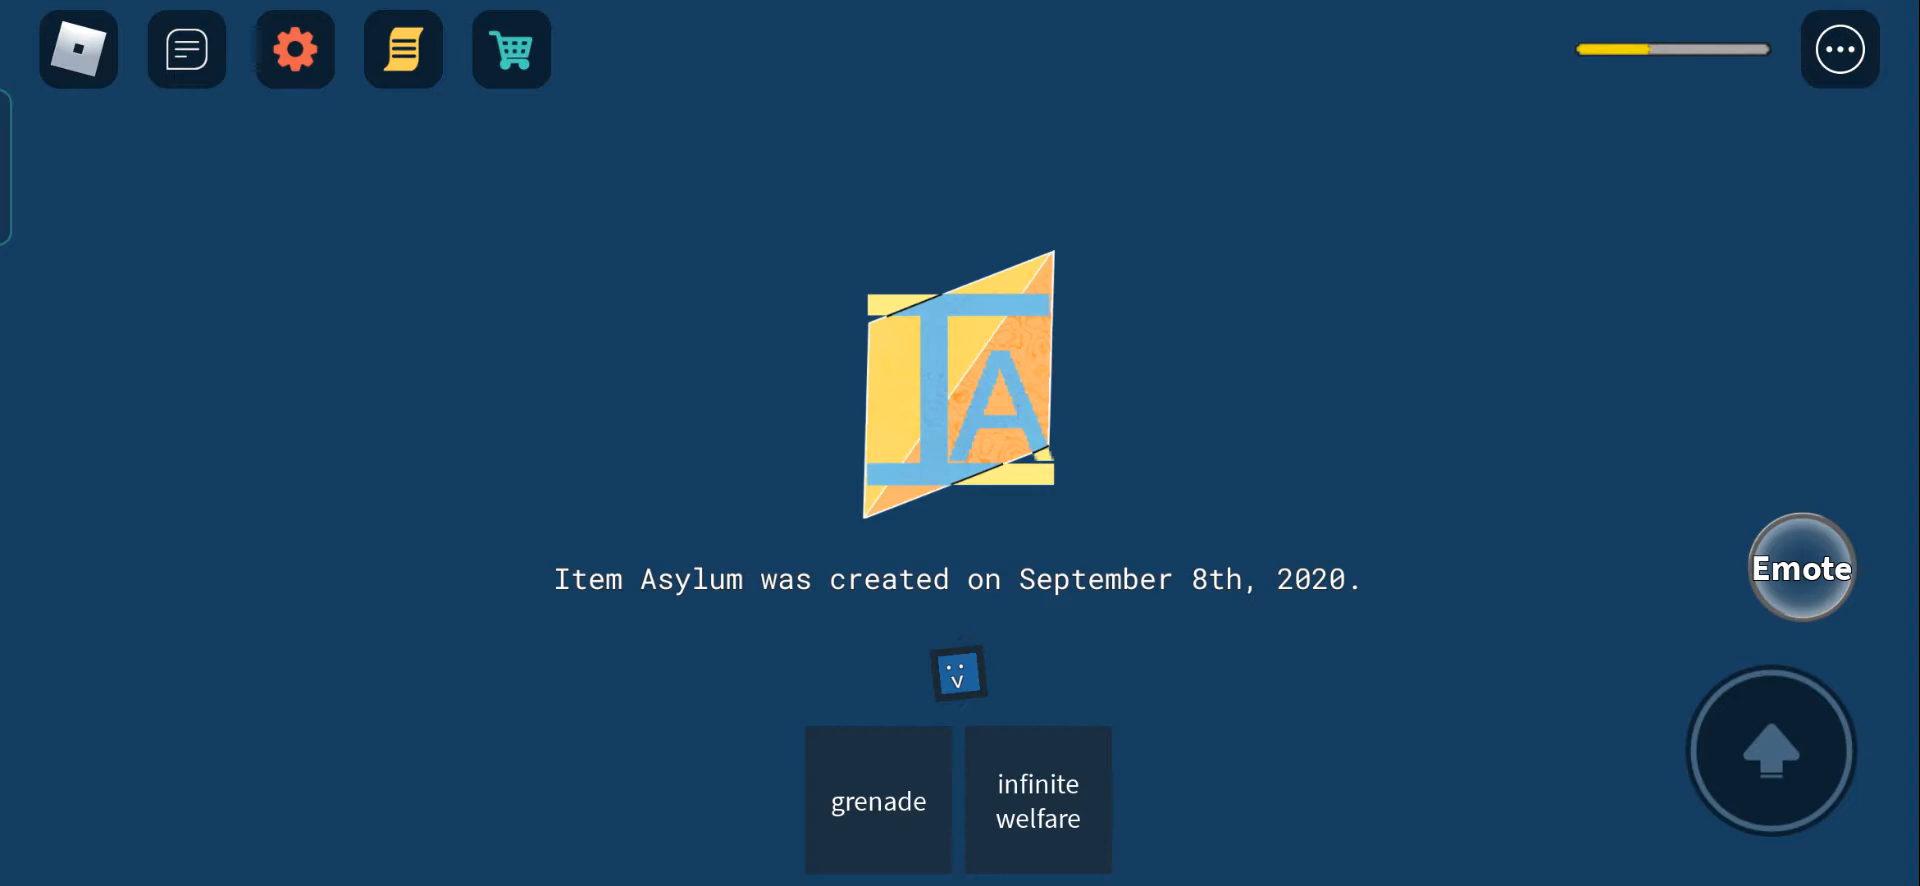 IA
Item Asylum was created on September 8th, 2020.
Emote
grenade
infinite
welfare